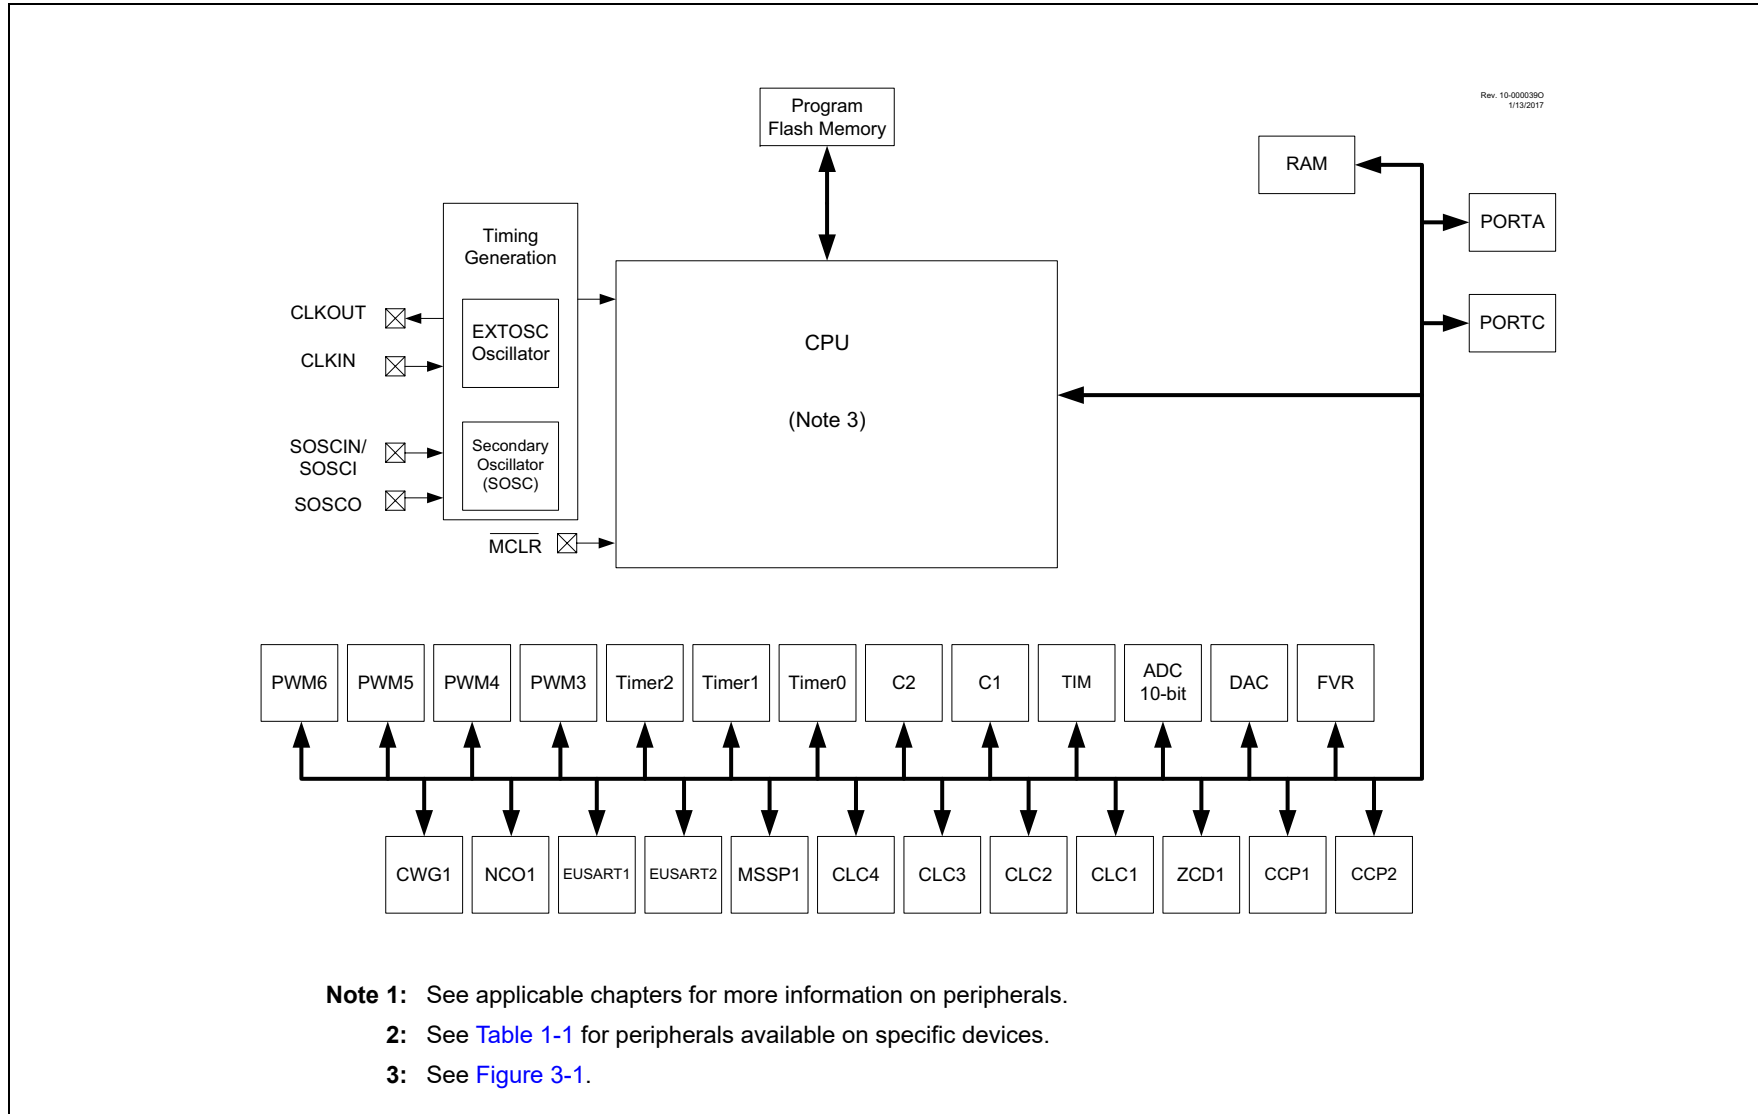 Program
Flash Memory
Rev. 10-000039O
1/13/2017
RAM
PORTA
PORTC
Timing
Generation
CLKOUT
EXTOSC
Oscillator
CLKIN
CPU
(Note 3)
SOSCIN/
SOSCI
Secondary
Oscillator
(SOSC)
SOSCO
MCLR
PWM6
PWM5
PWM4
PWM3
Timer2
Timer1
Timer0
C2
C1
TIM
ADC
10-bit
DAC
FVR
CWG1
NCO1
EUSART1
EUSART2
MSSP1
CLC4
CLC3
CLC2
CLC1
ZCD1
CCP1
CCP2
Note 1: See applicable chapters for more information on peripherals.
2: See Table 1-1 for peripherals available on specific devices.
3: See Figure 3-1.